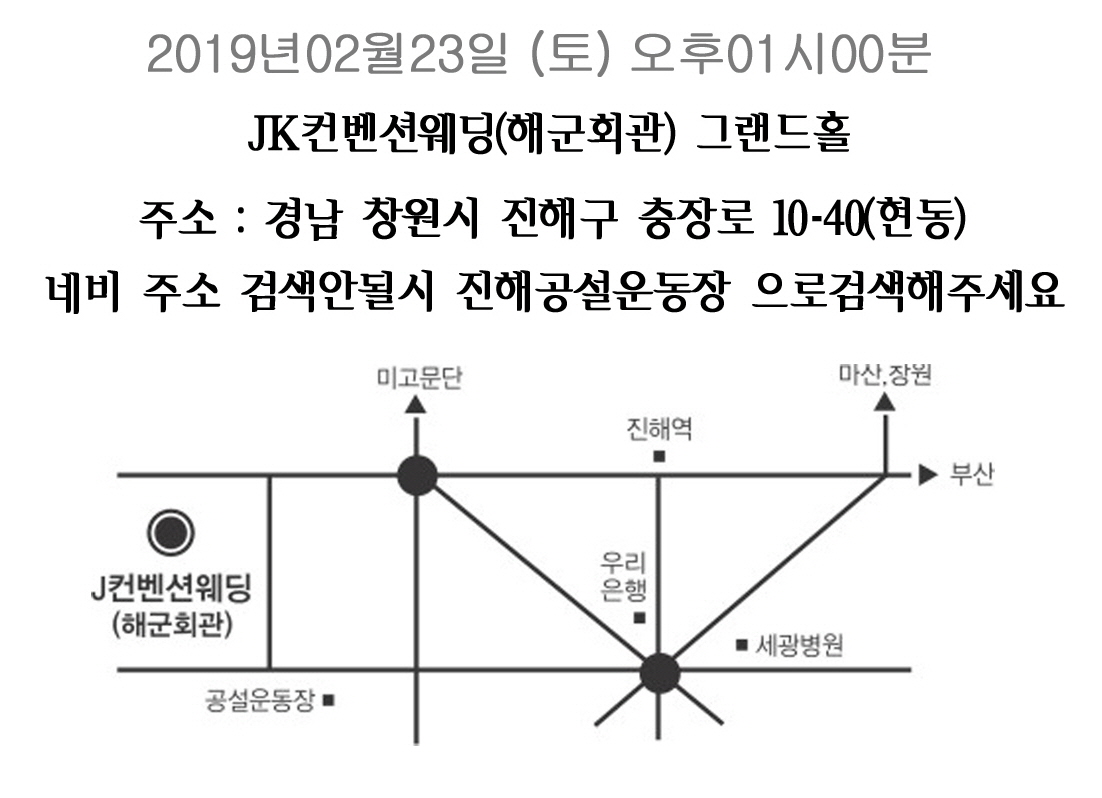 2019년02월23일 (토) 오후01시00분
JK컨벤션웨딩(해군회관) 그랜드홀
주소 : 경남 창원시 진해구 충장로 10-40(현동)
네비 주소 검색안될시 진해공설운동장 으로검색해주세요
미고문단
마산,창원
진해역
부산
우리
은행
J컨벤션웨딩
(해군회관)
세광병원
공설운동장